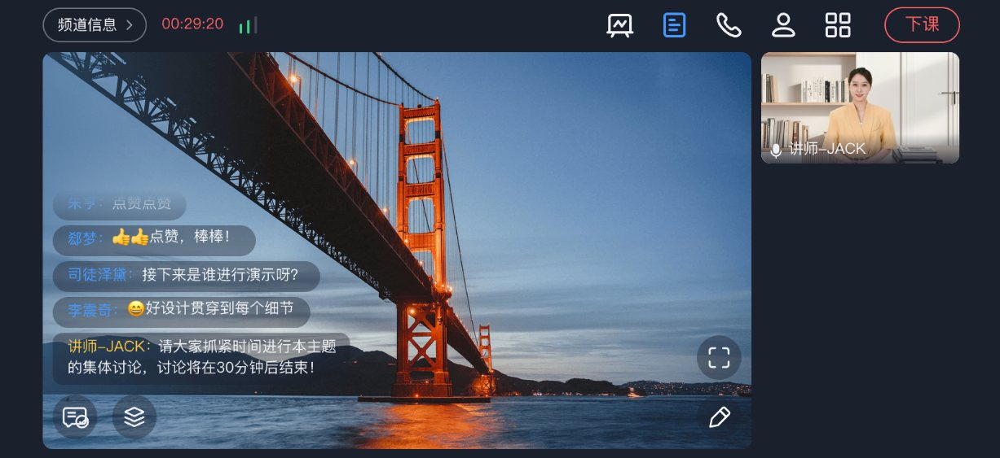 频道信息
00:29:20
下课
讲师-JACK
朱亨：点赞点赞
郄梦：👍👍点赞，棒棒！
司徒泽黛：接下来是谁进行演示呀？
李震奇：😄好设计贯穿到每个细节
讲师-JACK：请大家抓紧时间进行本主题
的集体讨论，讨论将在30分钟后结束！